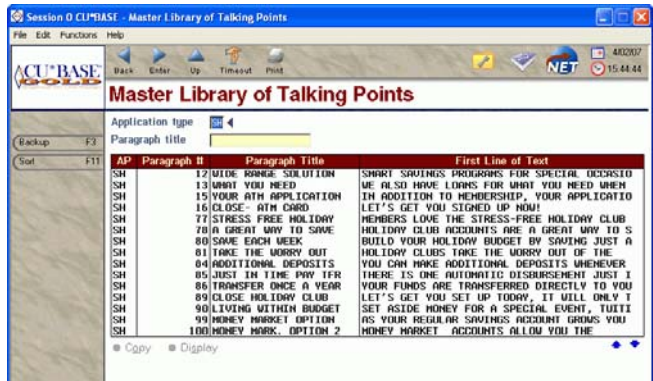 Session 0 CU*BASE - Master Library of Talking Points
File Edit Functions Help
CU*BASE GOLD
Back Enter Up Timeout Print
NET
4/02/07
15:44:44
Master Library of Talking Points
Application type SH
Paragraph title
Backup F3
Sort F11
AP Paragraph # Paragraph Title First Line of Text
SH 12 WIDE RANGE SOLUTION SMART SAVINGS PROGRAMS FOR SPECIAL OCCASIO
SH 13 WHAT YOU NEED WE ALSO HAVE LOANS FOR WHAT YOU NEED WHEN
SH 15 YOUR ATM APPLICATION IN ADDITION TO MEMBERSHIP, YOUR APPLICATIO
SH 16 CLOSE- ATM CARD LET'S GET YOU SIGNED UP NOW!
SH 77 STRESS FREE HOLIDAY MEMBERS LOVE THE STRESS-FREE HOLIDAY CLUB
SH 78 A GREAT WAY TO SAVE HOLIDAY CLUB ACCOUNTS ARE A GREAT WAY TO S
SH 80 SAVE EACH WEEK BUILD YOUR HOLIDAY BUDGET BY SAVING JUST A
SH 81 TAKE THE WORRY OUT HOLIDAY CLUBS TAKE THE WORRY OUT OF THE
SH 84 ADDITIONAL DEPOSITS YOU CAN MAKE ADDITIONAL DEPOSITS WHENEVER
SH 85 JUST IN TIME PAY TFR THERE IS ONE AUTOMATIC DISBURSEMENT JUST I
SH 86 TRANSFER ONCE A YEAR YOUR FUNDS ARE TRANSFERRED DIRECTLY TO YOU
SH 89 CLOSE HOLIDAY CLUB LET'S GET YOU SET UP TODAY, IT WILL ONLY T
SH 90 LIVING WITHIN BUDGET SET ASIDE MONEY FOR A SPECIAL EVENT, TUITI
SH 99 MONEY MARKET OPTION AS YOUR REGULAR SAVINGS ACCOUNT GROWS YOU
SH 100 MONEY MARK. OPTION 2 MONEY MARKET ACCOUNTS ALLOW YOU THE
Copy Display